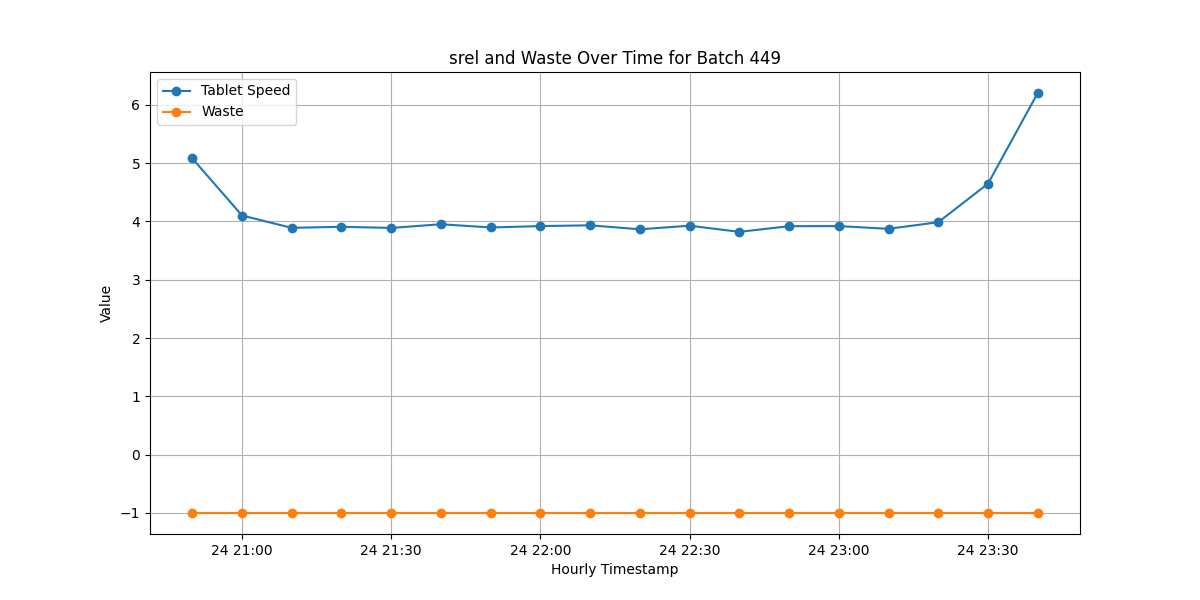 srel and Waste Over Time for Batch 449
Tablet Speed
Waste
6
5
4
3
2
1
0
−1
Value
24 21:00 24 21:30 24 22:00 24 22:30 24 23:00 24 23:30
Hourly Timestamp